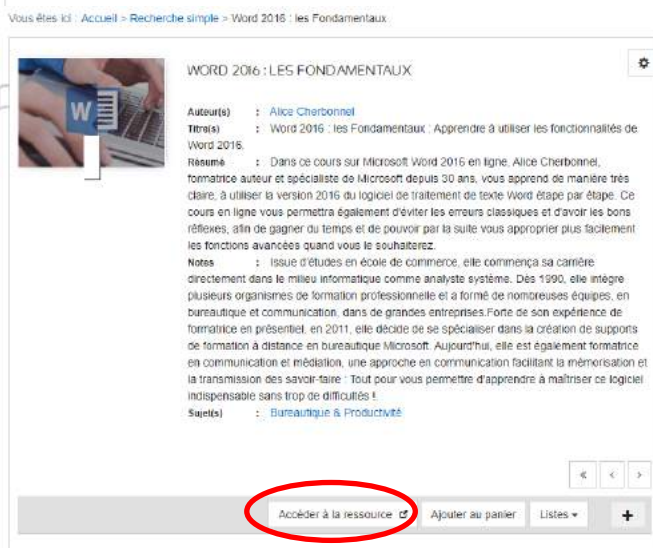 Vous êtes ici : Accueil > Recherche simple > Word 2016 : les Fondamentaux
WORD 2016 : LES FONDAMENTAUX
W
Auteur(s) : Alice Cherbonnel
Titre(s) : Word 2016 : les Fondamentaux : Apprendre à utiliser les fonctionnalités de
Word 2016.
Résumé : Dans ce cours sur Microsoft Word 2016 en ligne, Alice Cherbonnel,
formatrice auteur et spécialiste de Microsoft depuis 30 ans, vous apprend de manière très
claire, à utiliser la version 2016 du logiciel de traitement de texte Word étape par étape. Ce
cours en ligne vous permettra également d'éviter les erreurs classiques et d'avoir les bons
réflexes, afin de gagner du temps et de pouvoir par la suite vous approprier plus facilement
les fonctions avancées quand vous le souhaiterez.
Notes : Issue d'études en école de commerce, elle commença sa carrière
directement dans le milieu informatique comme analyste système. Dès 1990, elle intègre
plusieurs organismes de formation professionnelle et a formé de nombreuses équipes, en
bureautique et communication, dans de grandes entreprises.Forte de son expérience de
formatrice en présentiel, en 2011, elle décide de se spécialiser dans la création de supports
de formation à distance en bureautique Microsoft. Aujourd'hui, elle est également formatrice
en communication et médiation, une approche en communication facilitant la mémorisation et
la transmission des savoir-faire : Tout pour vous permettre d'apprendre à maîtriser ce logiciel
indispensable sans trop de difficultés !
Sujet(s) : Bureautique & Productivité
« ‹ ›
Accéder à la ressource Ajouter au panier Listes +